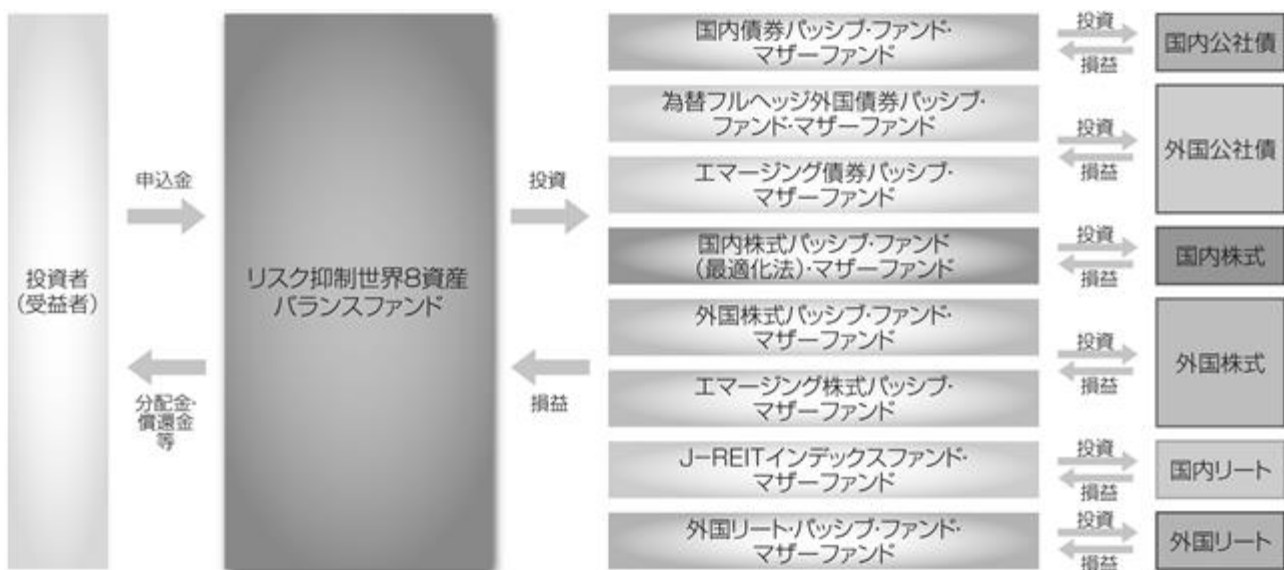 投資者
(受益者)
申込金
分配金・
償還金
等
リスク抑制世界8資産
バランスファンド
投資
損益
国内債券パッシブ・ファンド・
マザーファンド
投資
損益
国内公社債
為替フルヘッジ外国債券パッシブ・
ファンド・マザーファンド
エマージング債券パッシブ・
マザーファンド
投資
損益
外国公社債
国内株式パッシブ・ファンド
(最適化法)・マザーファンド
投資
損益
国内株式
外国株式パッシブ・ファンド・
マザーファンド
エマージング株式パッシブ・
マザーファンド
投資
損益
外国株式
J-REITインデックスファンド・
マザーファンド
投資
損益
国内リート
外国リート・パッシブ・ファンド・
マザーファンド
投資
損益
外国リート